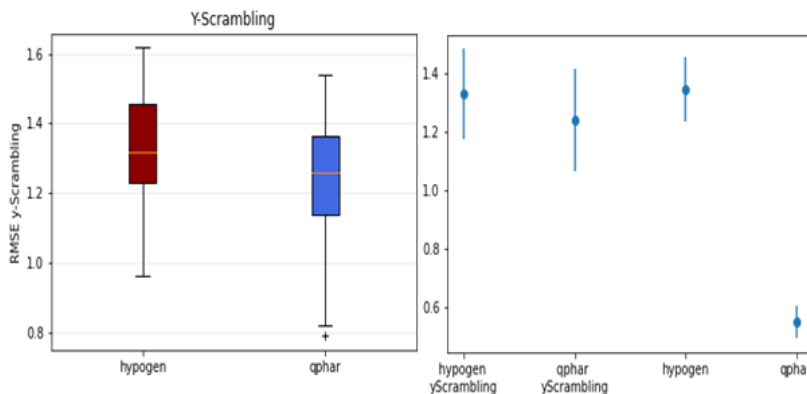 Y-Scrambling
RMSE y-Scrambling
1.6
1.4
1.2
1.0
0.8
hypogen
qphar
1.4
1.2
1.0
0.8
0.6
hypogen
yScrambling
qphar
yScrambling
hypogen
qpha